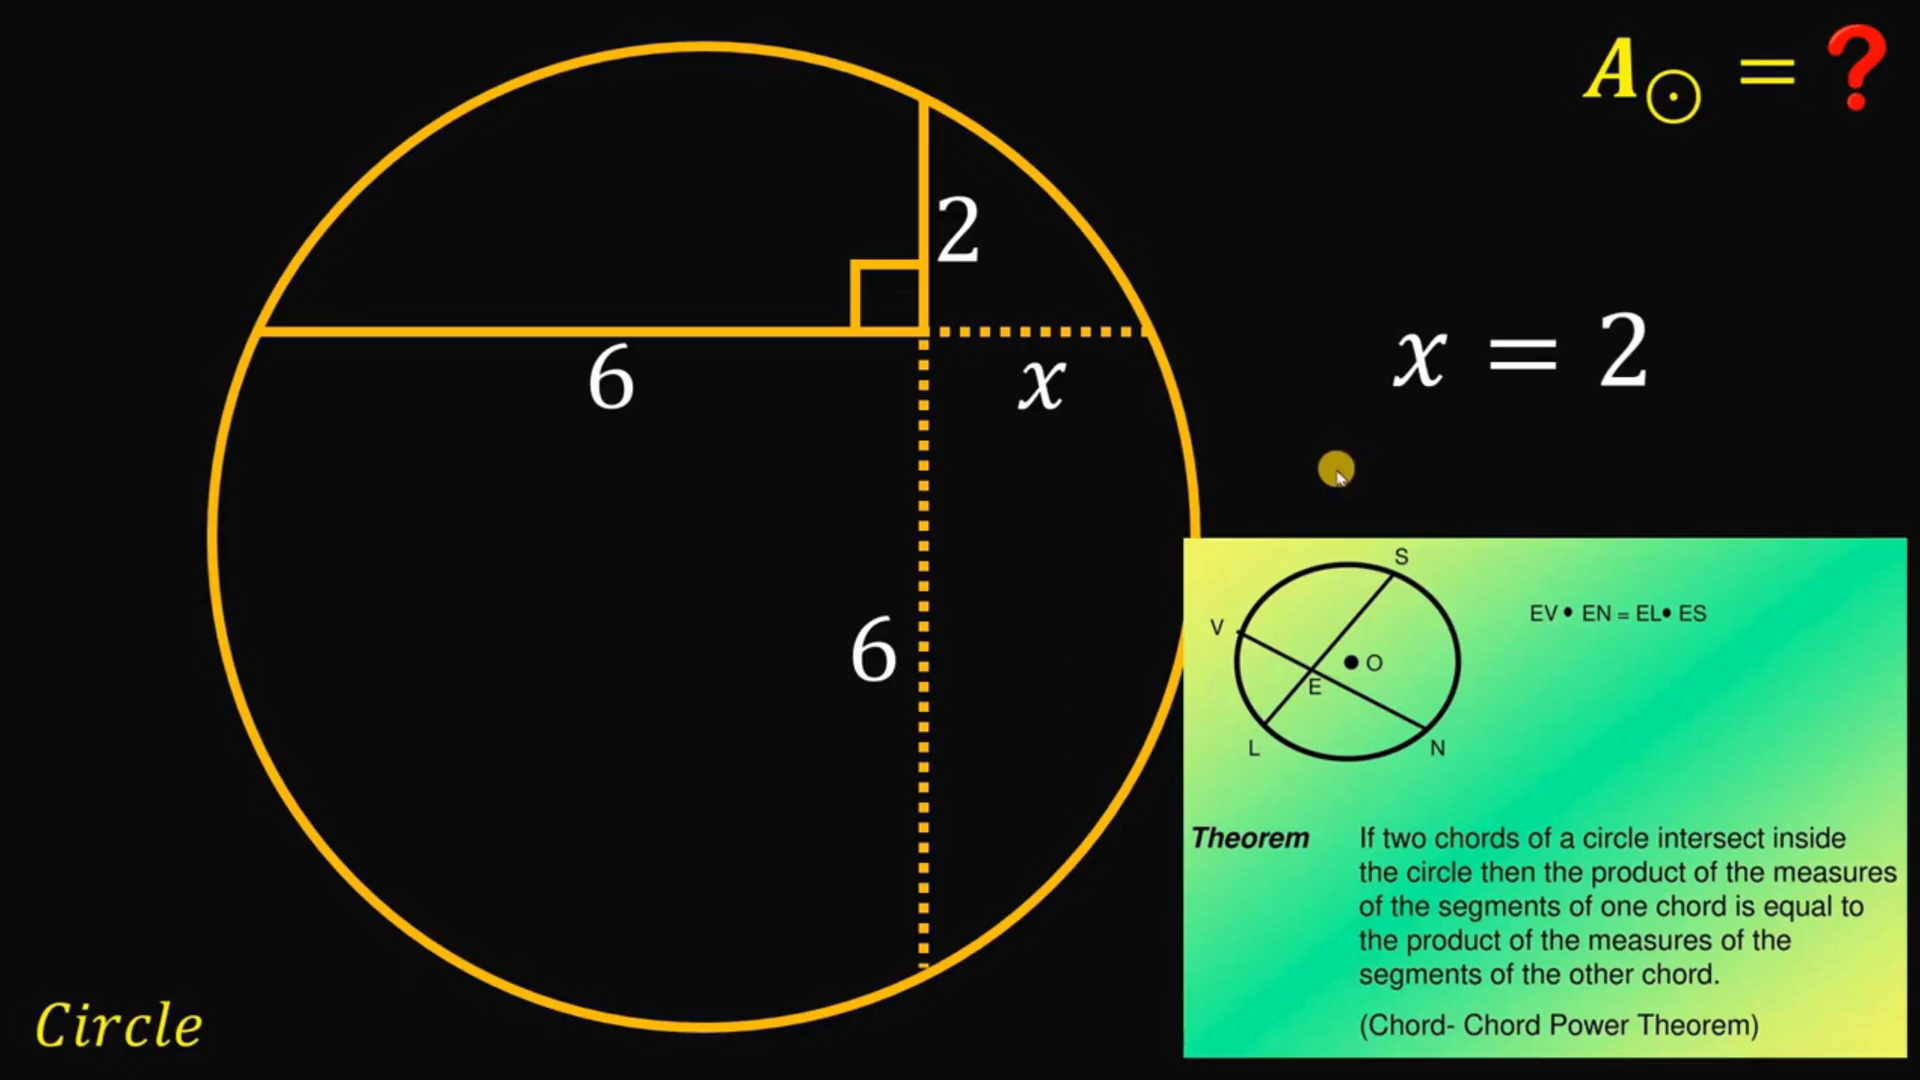 A⊙ = ?
2
6
x
x = 2
6
S
V
EV • EN = EL• ES
O
E
L
N
Theorem If two chords of a circle intersect inside
the circle then the product of the measures
of the segments of one chord is equal to
the product of the measures of the
segments of the other chord.
(Chord- Chord Power Theorem)
Circle